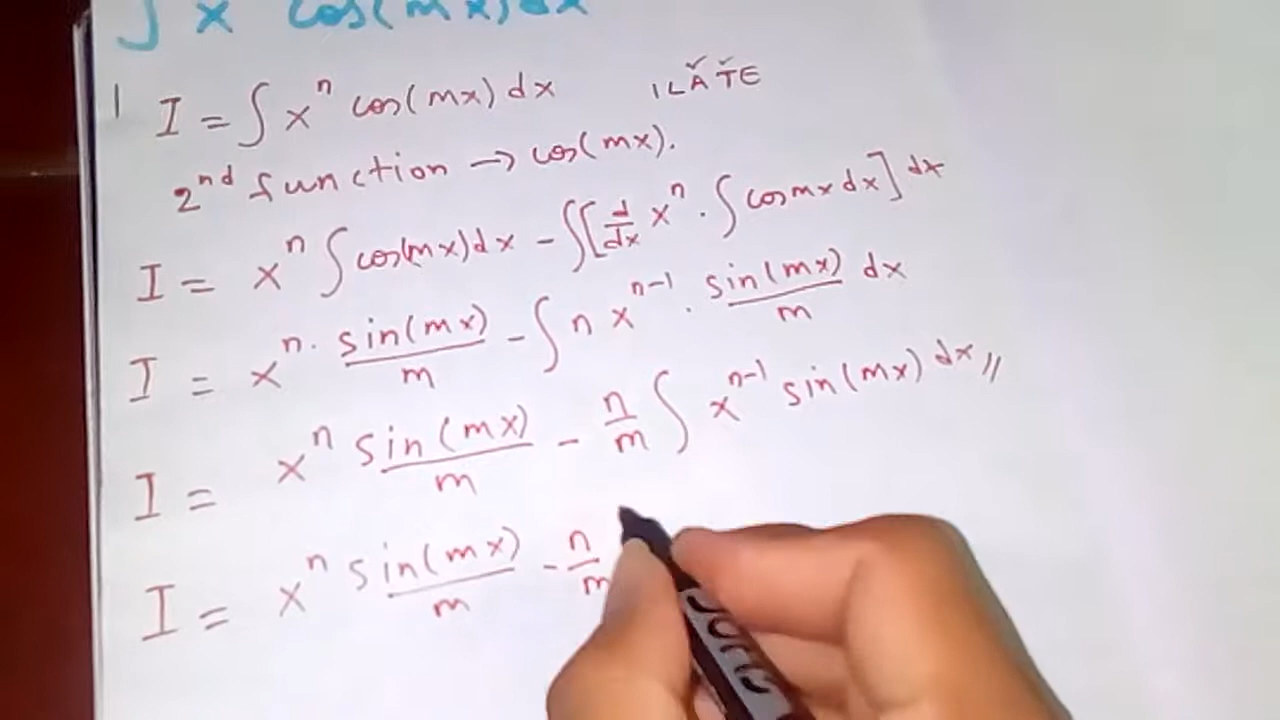 ∫ x cos(mx)dx
I = ∫ xⁿ cos(mx) dx ILATE
2nd function → cos(mx).
I = xⁿ ∫ cos(mx)dx - ∫[d/dx xⁿ . ∫ cosmx dx] dx
I = xⁿ . sin(mx)/m - ∫ n xⁿ⁻¹ . sin(mx)/m dx
I = xⁿ sin(mx)/m - n/m ∫ xⁿ⁻¹ sin(mx) dx //
I = xⁿ sin(mx)/m - n/m